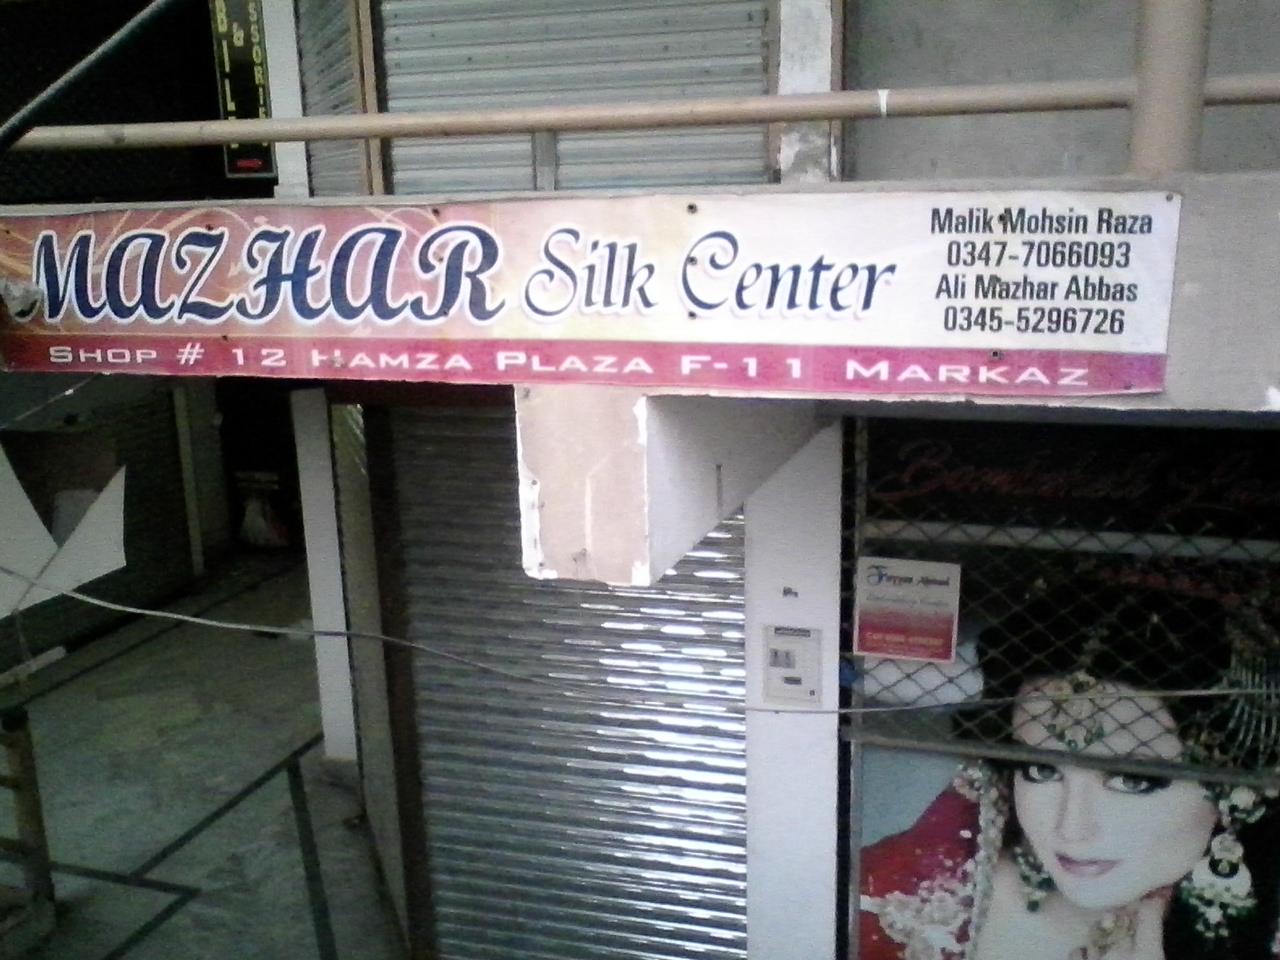 MAZHAR Silk Center
Malik Mohsin Raza
0347-7066093
Ali Mazhar Abbas
0345-5296726
SHOP # 12 HAMZA PLAZA F-11 MARKAZ